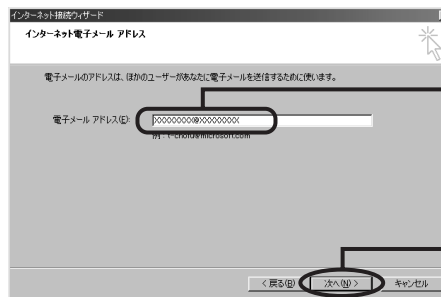 インターネット接続ウィザード
インターネット電子メール アドレス
電子メールのアドレスは、ほかのユーザーがあなたに電子メールを送信するために使います。
電子メール アドレス(E):
XXXXXXXX@XXXXXXXX
microsoft.com
< 戻る(B)
次へ(N) >
キャンセル